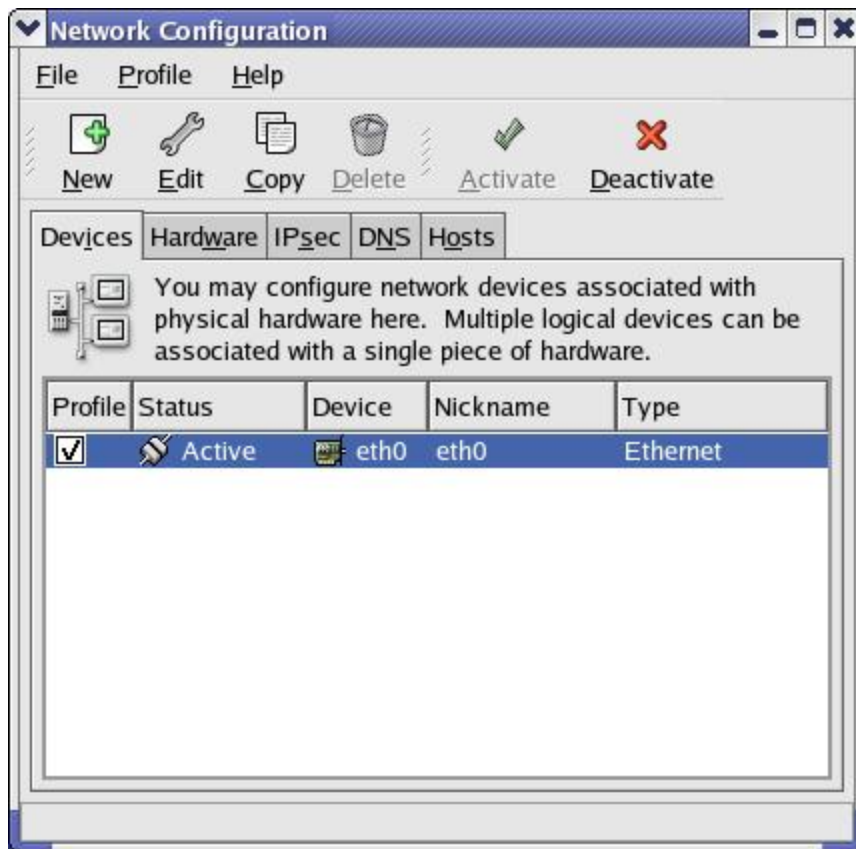 Network Configuration
File Profile Help
New Edit Copy Delete Activate Deactivate
Devices Hardware IPsec DNS Hosts
You may configure network devices associated with
physical hardware here.  Multiple logical devices can be
associated with a single piece of hardware.
Profile Status Device Nickname Type
Active eth0 eth0 Ethernet